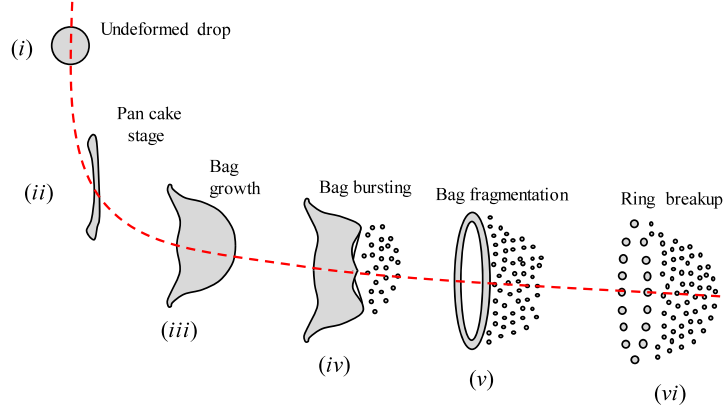 (i)
Undeformed drop
Pan cake
stage
(ii)
Bag
growth
(iii)
Bag bursting
(iv)
Bag fragmentation
(v)
Ring breakup
(vi)